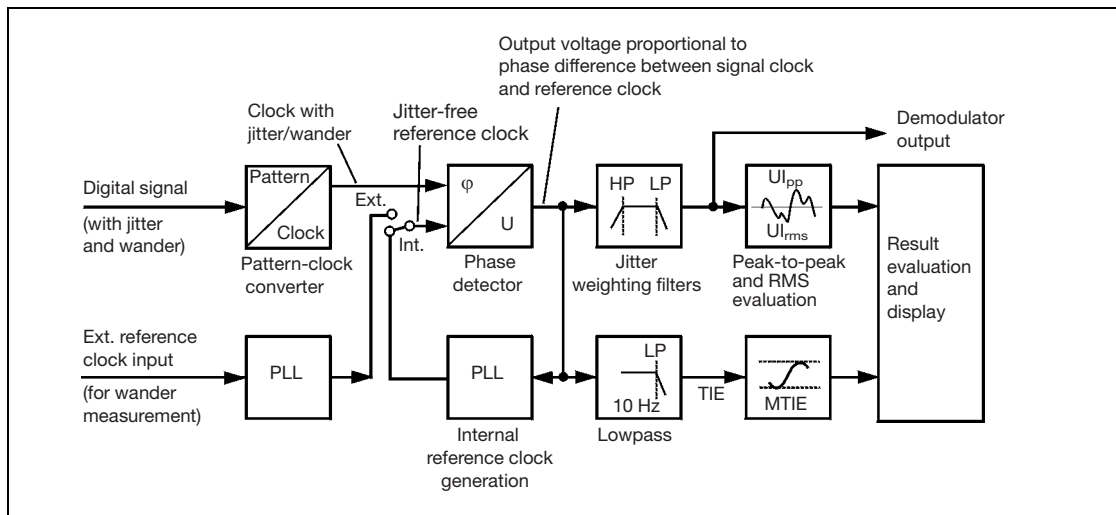 Output voltage proportional to
phase difference between signal clock
and reference clock
Clock with
jitter/wander
Jitter-free
reference clock
Demodulator
output
Digital signal
(with jitter
and wander)
Pattern
Clock
Pattern-clock
converter
Ext.
Int.
φ
U
Phase
detector
HP LP
Jitter
weighting filters
UIpp
UIrms
Peak-to-peak
and RMS
evaluation
Result
evaluation
and
display
Ext. reference
clock input
(for wander
measurement)
PLL
PLL
Internal
reference clock
generation
LP
10 Hz
Lowpass
TIE
MTIE